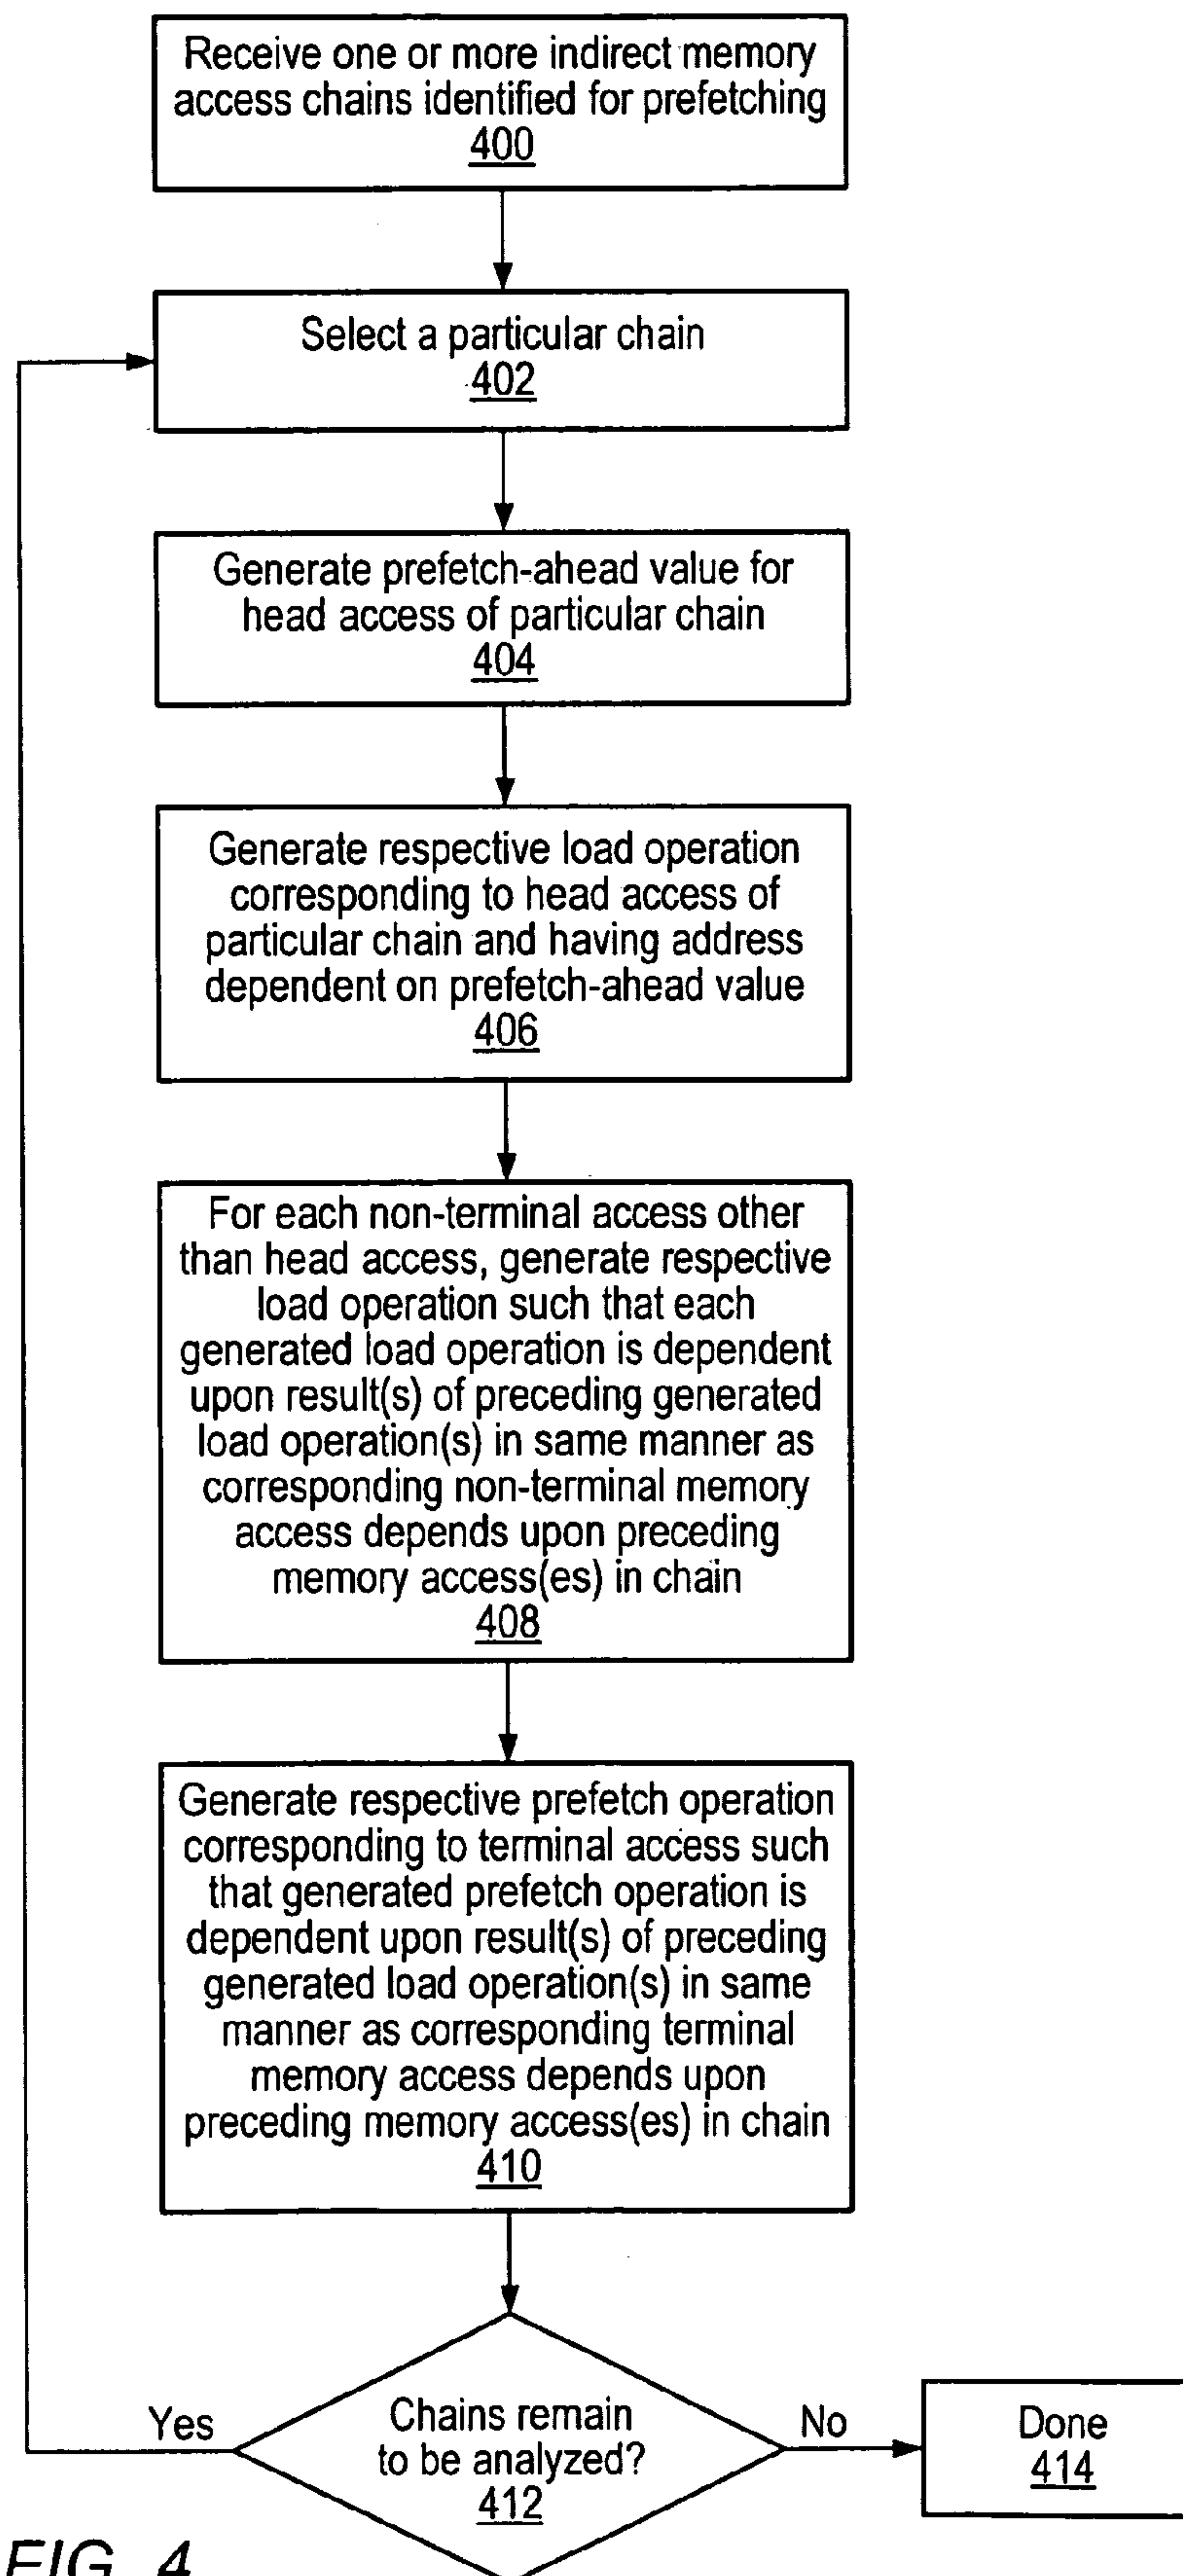 Receive one or more indirect memory
access chains identified for prefetching
400
Select a particular chain
402
Generate prefetch-ahead value for
head access of particular chain
404
Generate respective load operation
corresponding to head access of
particular chain and having address
dependent on prefetch-ahead value
406
For each non-terminal access other
than head access, generate respective
load operation such that each
generated load operation is dependent
upon result(s) of preceding generated
load operation(s) in same manner as
corresponding non-terminal memory
access depends upon preceding
memory access(es) in chain
408
Generate respective prefetch operation
corresponding to terminal access such
that generated prefetch operation is
dependent upon result(s) of preceding
generated load operation(s) in same
manner as corresponding terminal
memory access depends upon
preceding memory access(es) in chain
410
Yes
Chains remain
to be analyzed?
412
No
Done
414
FIG. 4